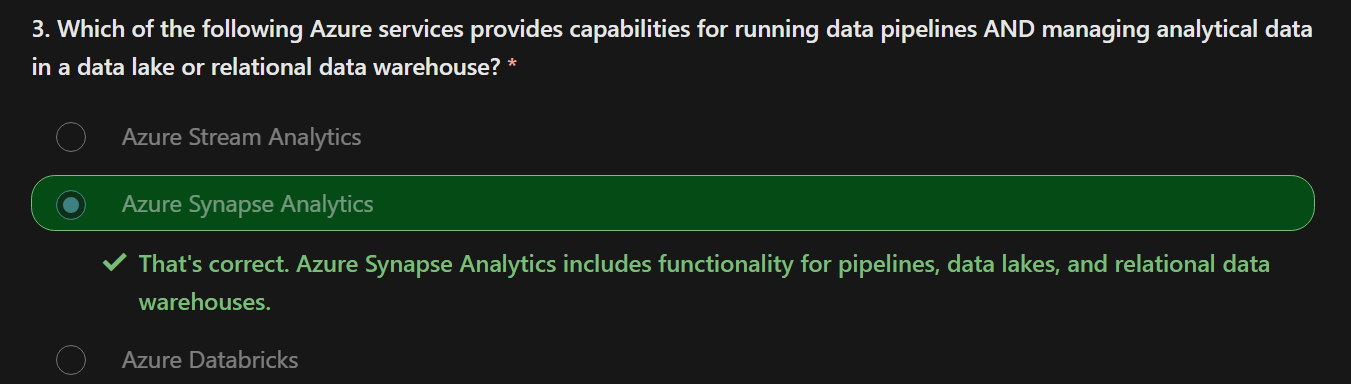 3. Which of the following Azure services provides capabilities for running data pipelines AND managing analytical data
in a data lake or relational data warehouse? *
Azure Stream Analytics
Azure Synapse Analytics
That's correct. Azure Synapse Analytics includes functionality for pipelines, data lakes, and relational data
warehouses.
Azure Databricks